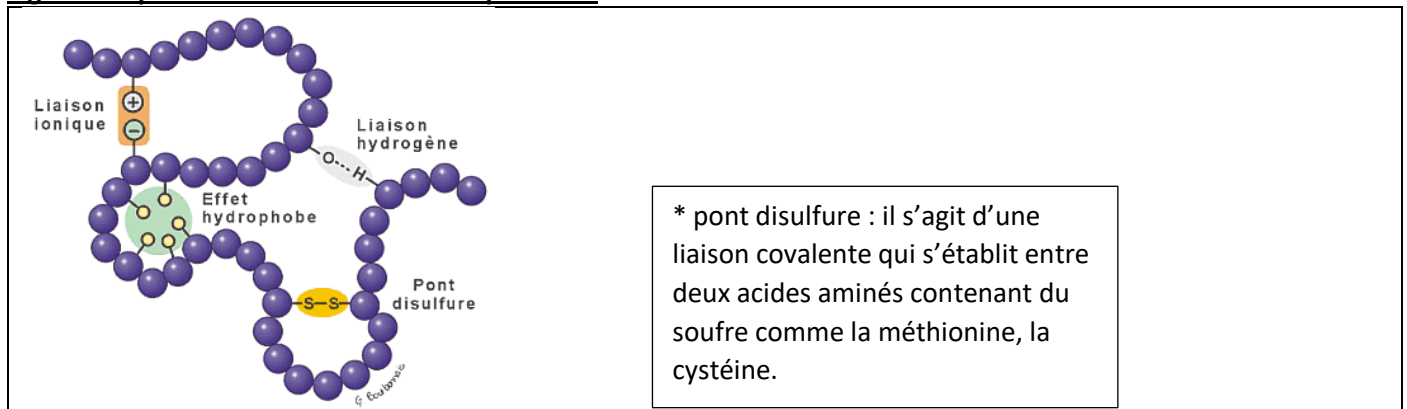 Liaison
ionique
+
−
Liaison
hydrogène
O
H
Effet
hydrophobe
Pont
disulfure
S–S
G Bourbonnais
* pont disulfure : il s’agit d’une
liaison covalente qui s’établit entre
deux acides aminés contenant du
soufre comme la méthionine, la
cystéine.